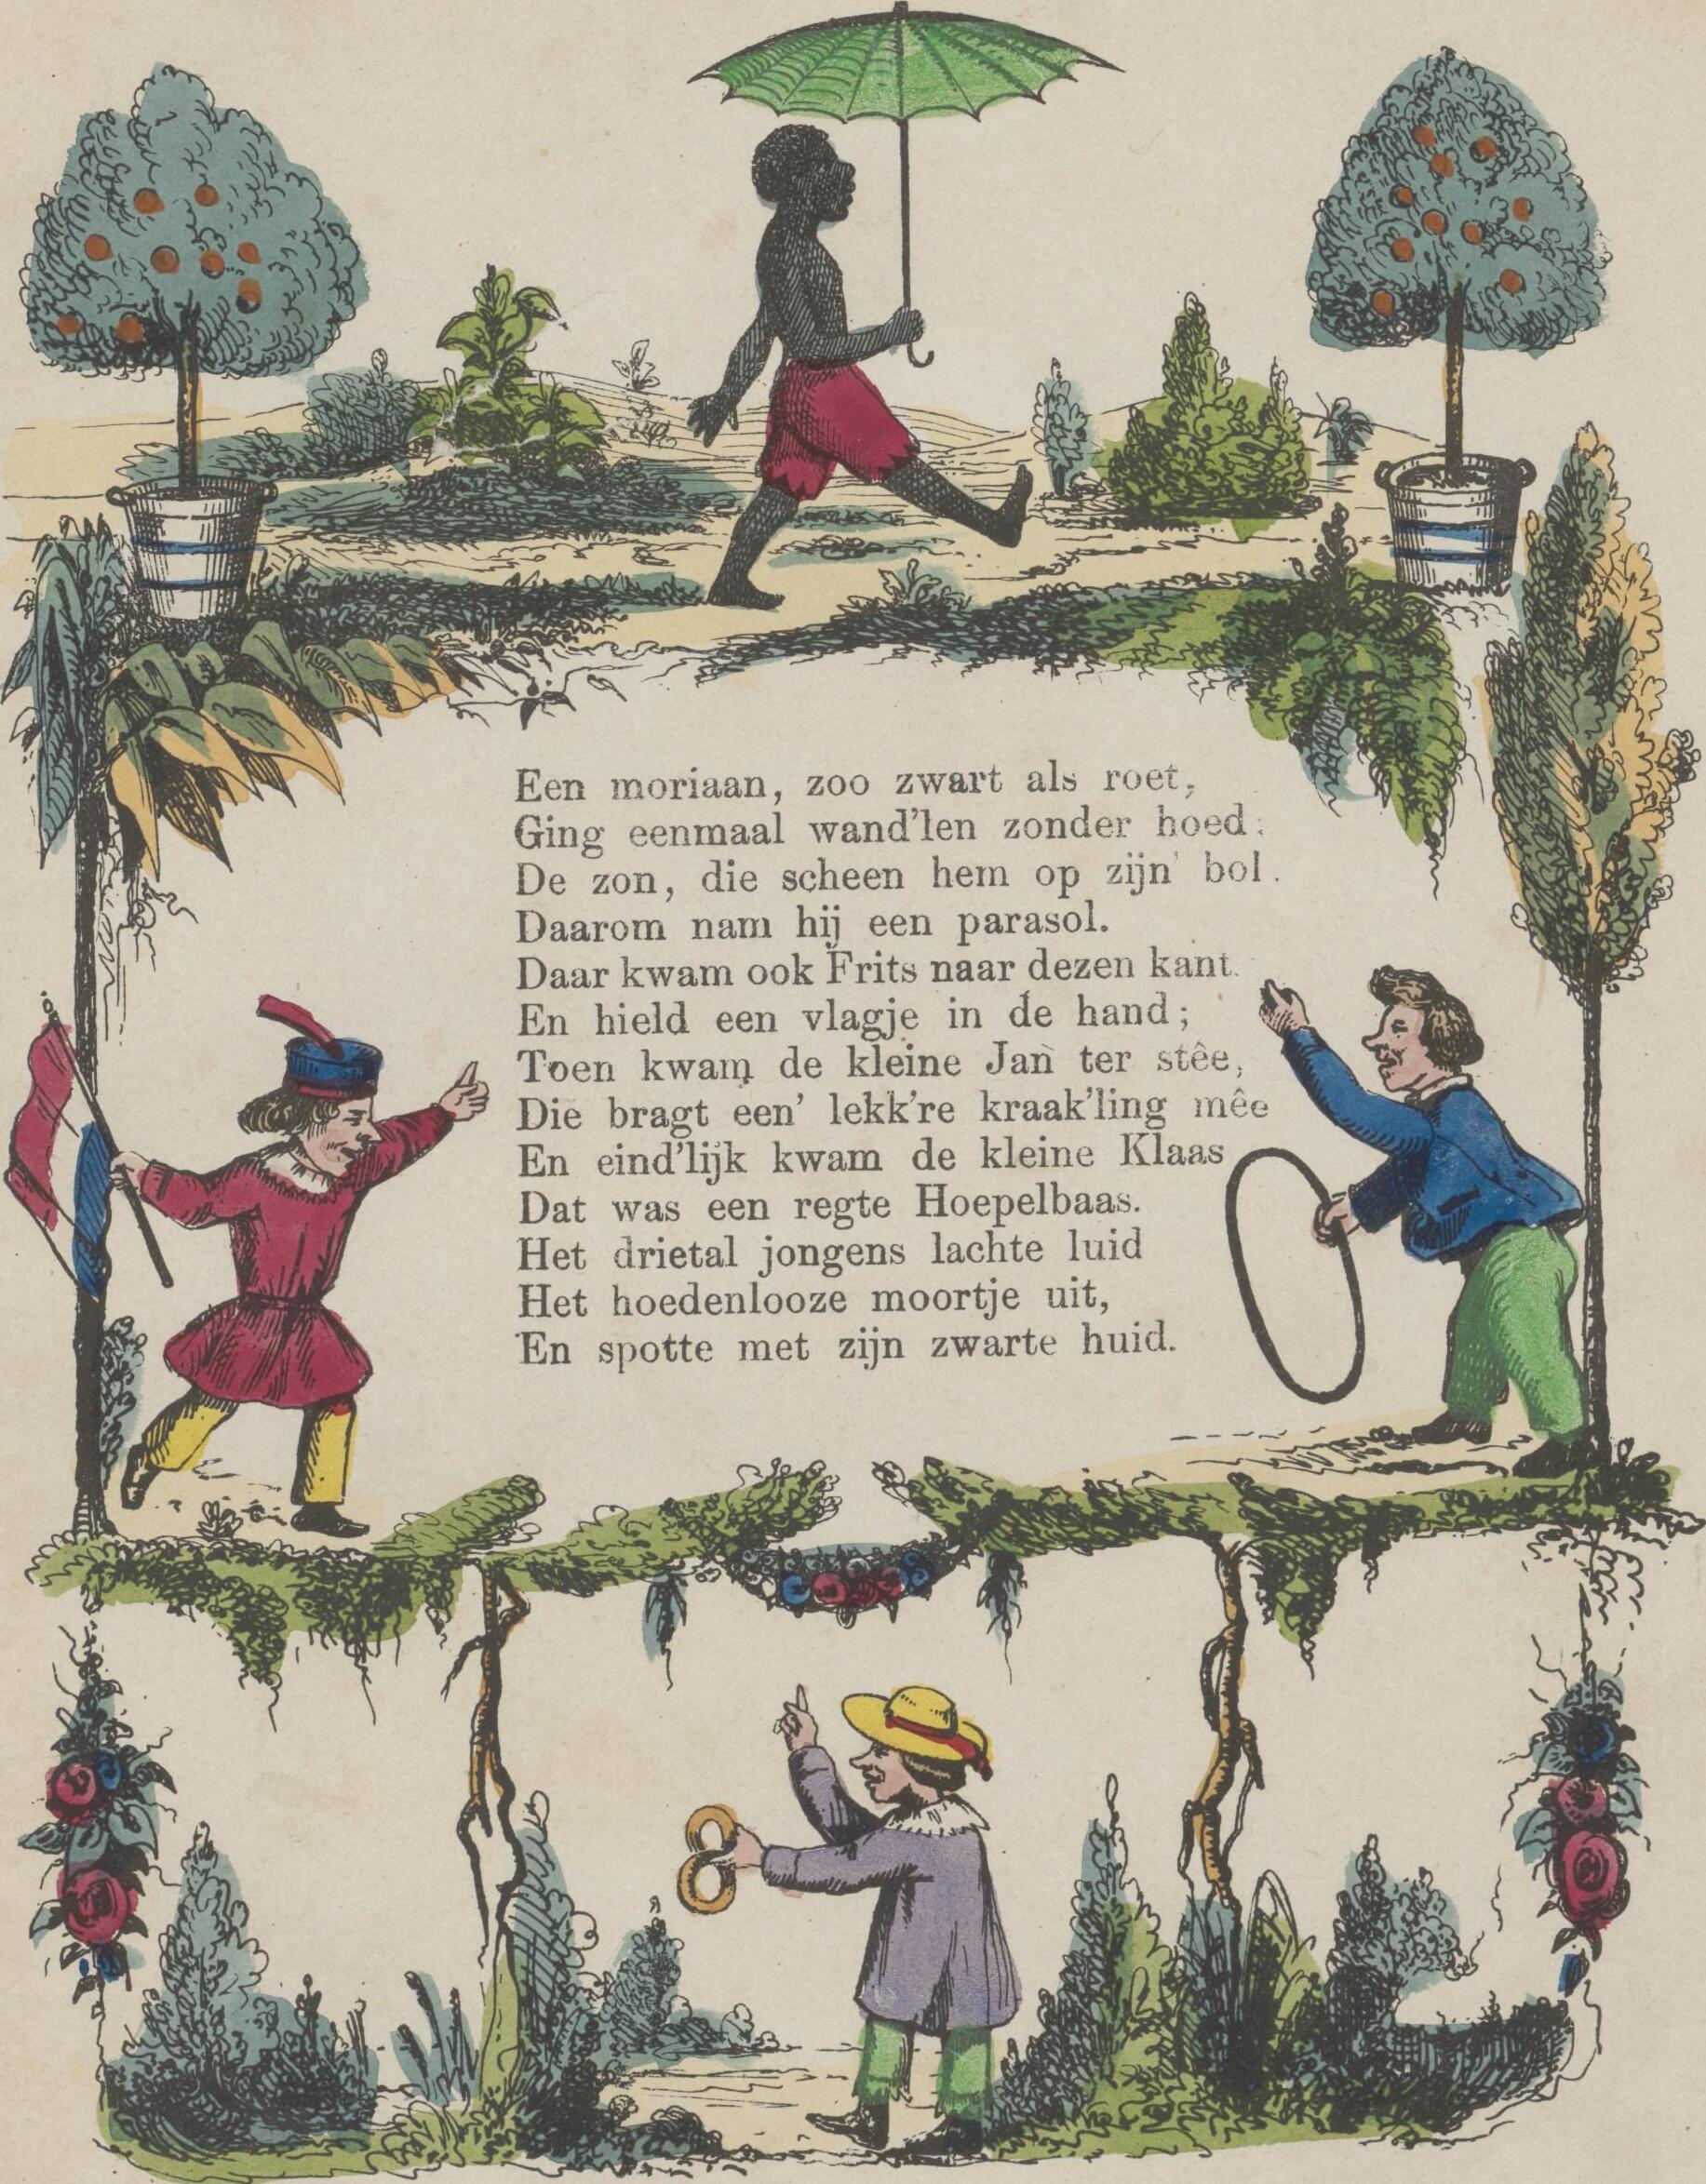 Een moriaan, zoo zwart als roet,
Ging eenmaal wand'len zonder hoed:
De zon, die scheen hem op zijn' bol.
Daarom nam hij een parasol.
Daar kwam ook Frits naar dezen kant.
En hield een vlagje in de hand;
Toen kwam de kleine Jan ter stêe,
Die bragt een' lekk're kraak'ling mêe
En eind'lijk kwam de kleine Klaas
Dat was een regte Hoepelbaas.
Het drietal jongens lachte luid
Het hoedenlooze moortje uit,
En spotte met zijn zwarte huid.